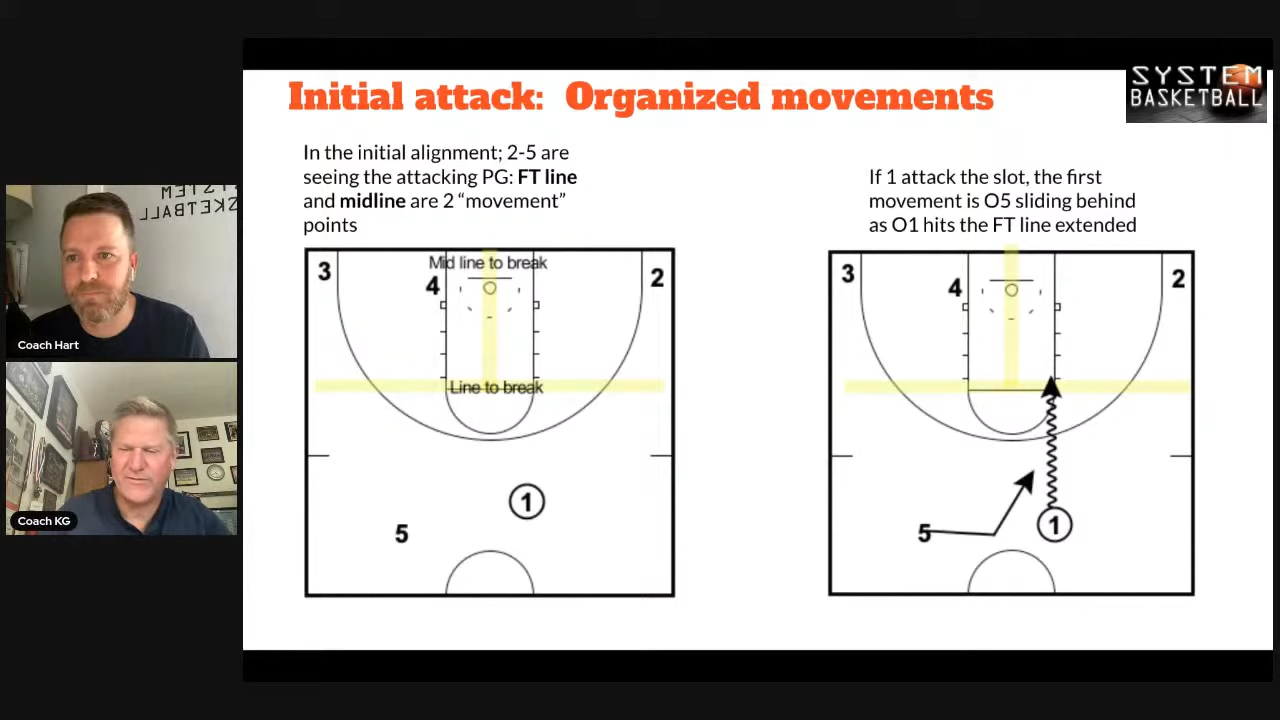 Initial attack: Organized movements
SYSTEM
BASKETBALL
In the initial alignment; 2-5 are
seeing the attacking PG: FT line
and midline are 2 “movement”
points
If 1 attack the slot, the first
movement is O5 sliding behind
as O1 hits the FT line extended
3
Mid line to break
4
2
Line to break
1
5
3
4
2
5
1
SYSTEM
BASKETBALL
Coach Hart
Coach KG